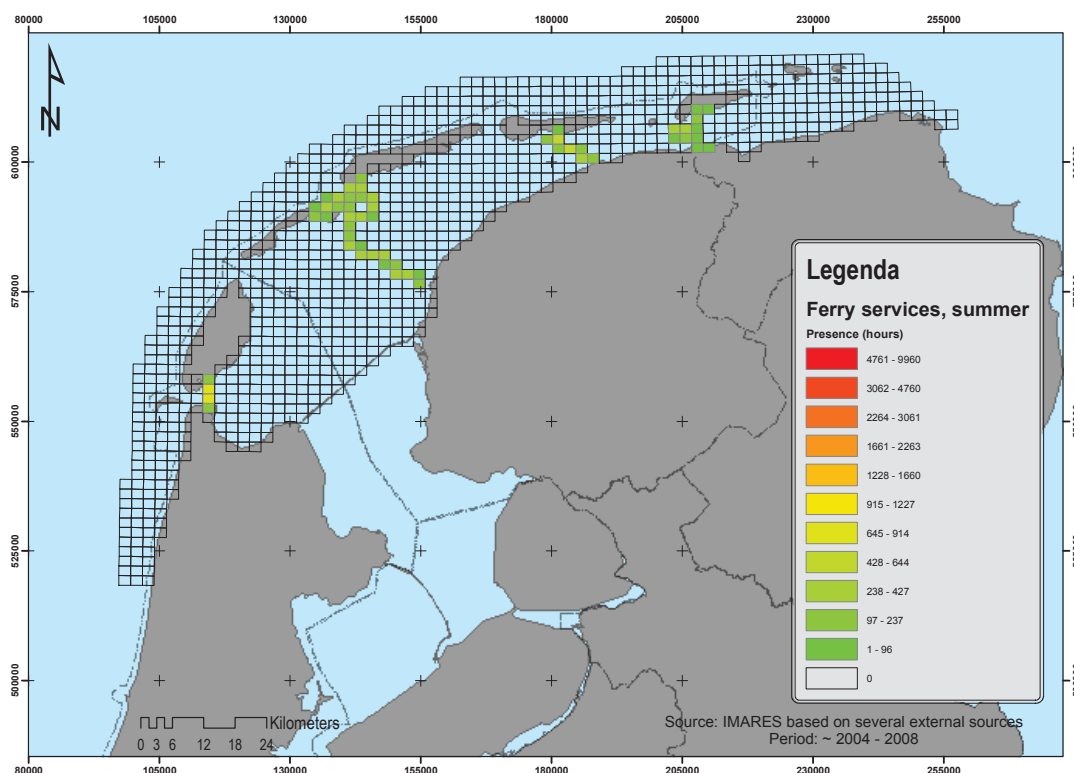 80000 105000 130000 155000 180000 205000 230000 255000
N
600000
575000
550000
525000
500000
Legenda
Ferry services, summer
Presence (hours)
4761 - 9960
3062 - 4760
2264 - 3061
1661 - 2263
1228 - 1660
915 - 1227
645 - 914
428 - 644
238 - 427
97 - 237
1 - 96
0
Kilometers
0 3 6 12 18 24
Source: IMARES based on several external sources
Period: ~ 2004 - 2008
80000 105000 130000 155000 180000 205000 230000 255000